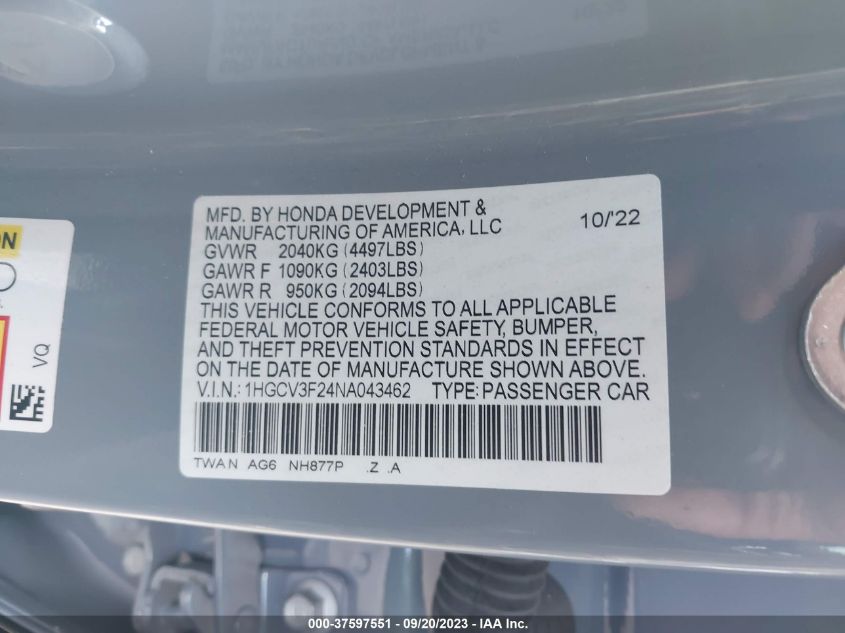 MFD. BY HONDA DEVELOPMENT &
MANUFACTURING OF AMERICA, LLC 10/'22
GVWR 2040KG (4497LBS)
GAWR F 1090KG (2403LBS)
GAWR R 950KG (2094LBS)
THIS VEHICLE CONFORMS TO ALL APPLICABLE
FEDERAL MOTOR VEHICLE SAFETY, BUMPER,
AND THEFT PREVENTION STANDARDS IN EFFECT
ON THE DATE OF MANUFACTURE SHOWN ABOVE.
V.I.N.: 1HGCV3F24NA043462 TYPE: PASSENGER CAR
TWAN AG6 NH877P .Z .A
VQ
000-37597551 - 09/20/2023 - IAA Inc.